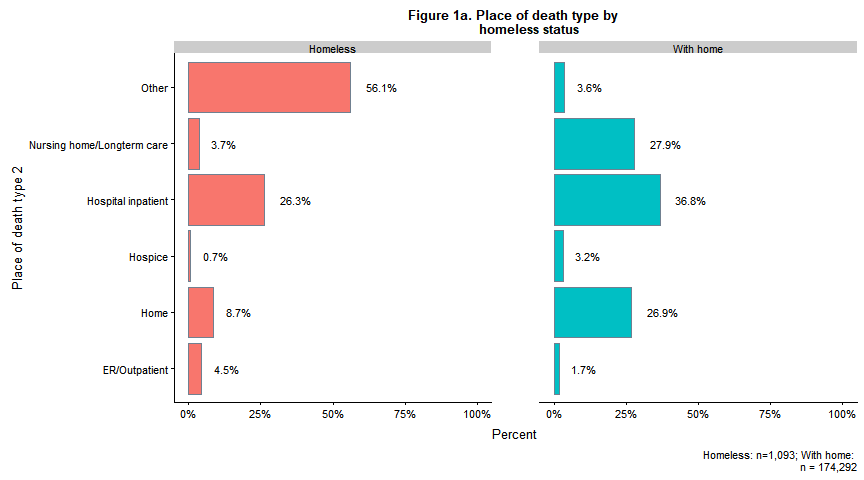 Figure 1a. Place of death type by
homeless status
Homeless
With home
Place of death type 2
Other
56.1%
3.6%
Nursing home/Longterm care
3.7%
27.9%
Hospital inpatient
26.3%
36.8%
Hospice
0.7%
3.2%
Home
8.7%
26.9%
ER/Outpatient
4.5%
1.7%
0% 25% 50% 75% 100%
0% 25% 50% 75% 100%
Percent
Homeless: n=1,093; With home:
n = 174,292